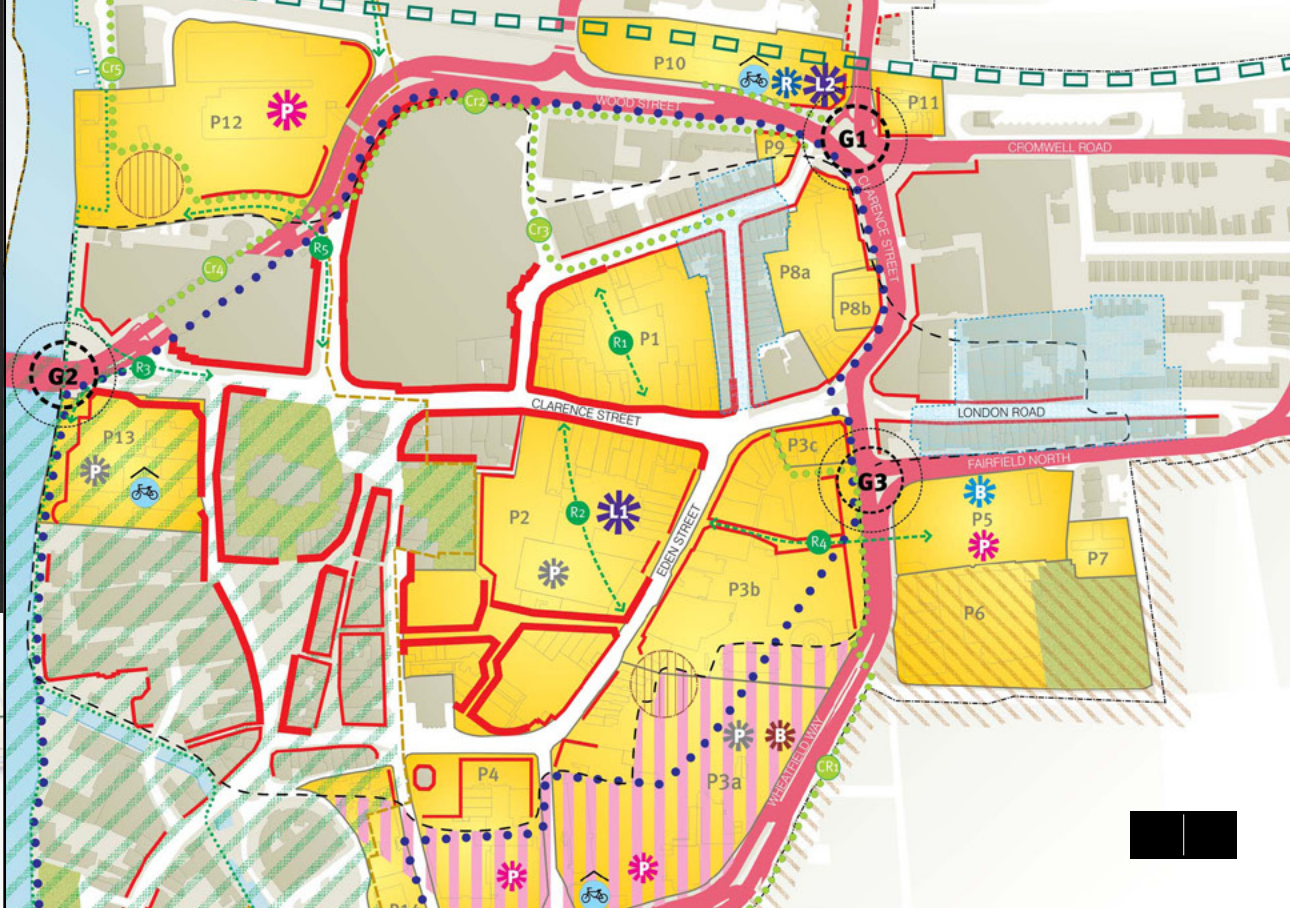 Cr5
P10
R
L2
P
P12
Cr2
WOOD STREET
P11
G1
CROMWELL ROAD
P9
CLARENCE STREET
Cr3
R5
Cr4
P8a
P8b
R1
P1
G2
R3
CLARENCE STREET
LONDON ROAD
P13
P
P3c
FAIRFIELD NORTH
G3
B
P5
P
P2
R2
L1
P
EDEN STREET
R4
P7
P3b
P6
P
B
WHEATFIELD WAY
CR1
P3a
P4
P
P